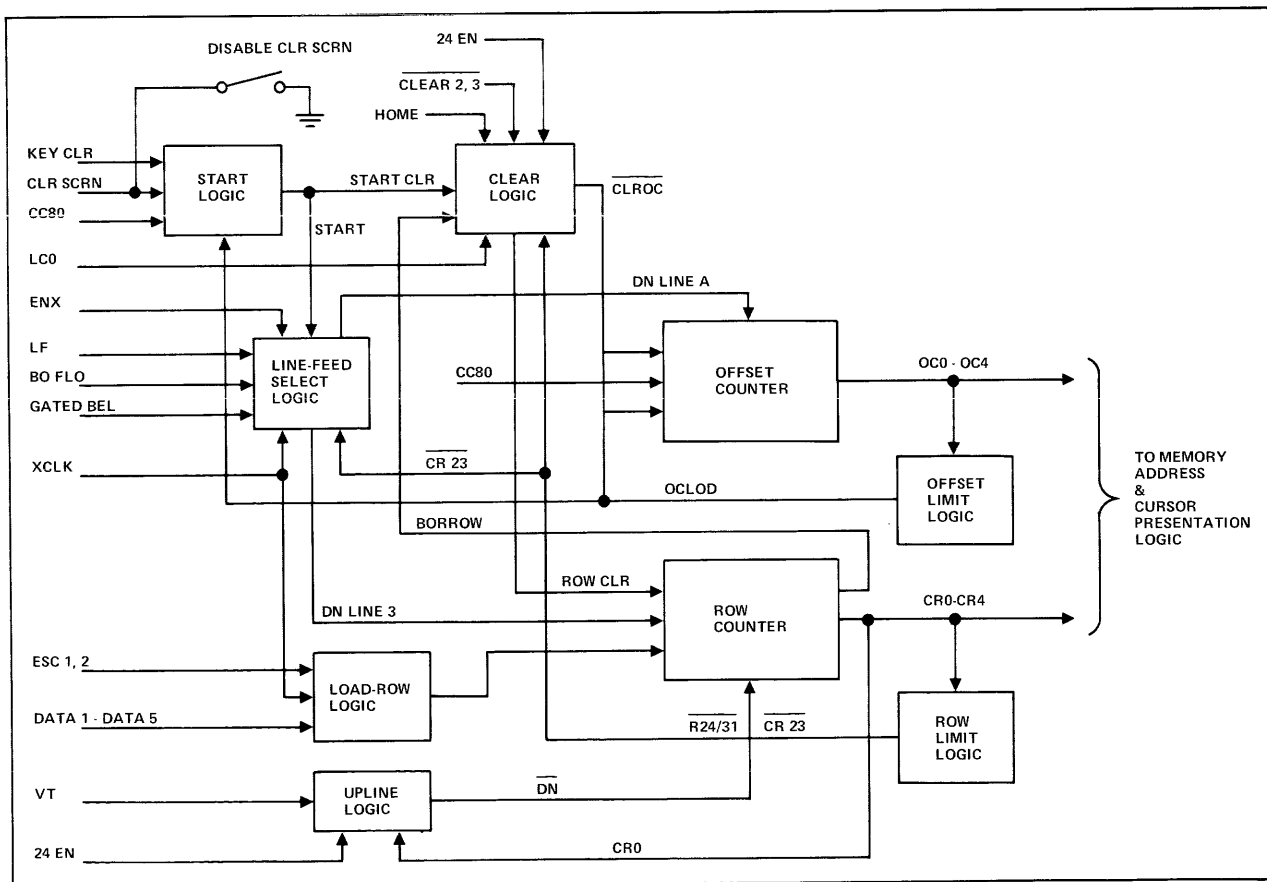 24 EN
DISABLE CLR SCRN
CLEAR 2, 3
HOME
KEY CLR
CLR SCRN
CC80
START
LOGIC
START CLR
START
CLEAR
LOGIC
CLROC
LC0
ENX
LF
BO FLO
GATED BEL
XCLK
LINE-FEED
SELECT
LOGIC
DN LINE A
CC80
OFFSET
COUNTER
OC0 - OC4
CR 23
OCLOD
OFFSET
LIMIT
LOGIC
TO MEMORY
ADDRESS
&
CURSOR
PRESENTATION
LOGIC
BORROW
ROW CLR
DN LINE 3
ROW
COUNTER
CR0-CR4
ESC 1, 2
DATA 1 - DATA 5
LOAD-ROW
LOGIC
R24/31 CR 23
ROW
LIMIT
LOGIC
VT
24 EN
UPLINE
LOGIC
DN
CR0